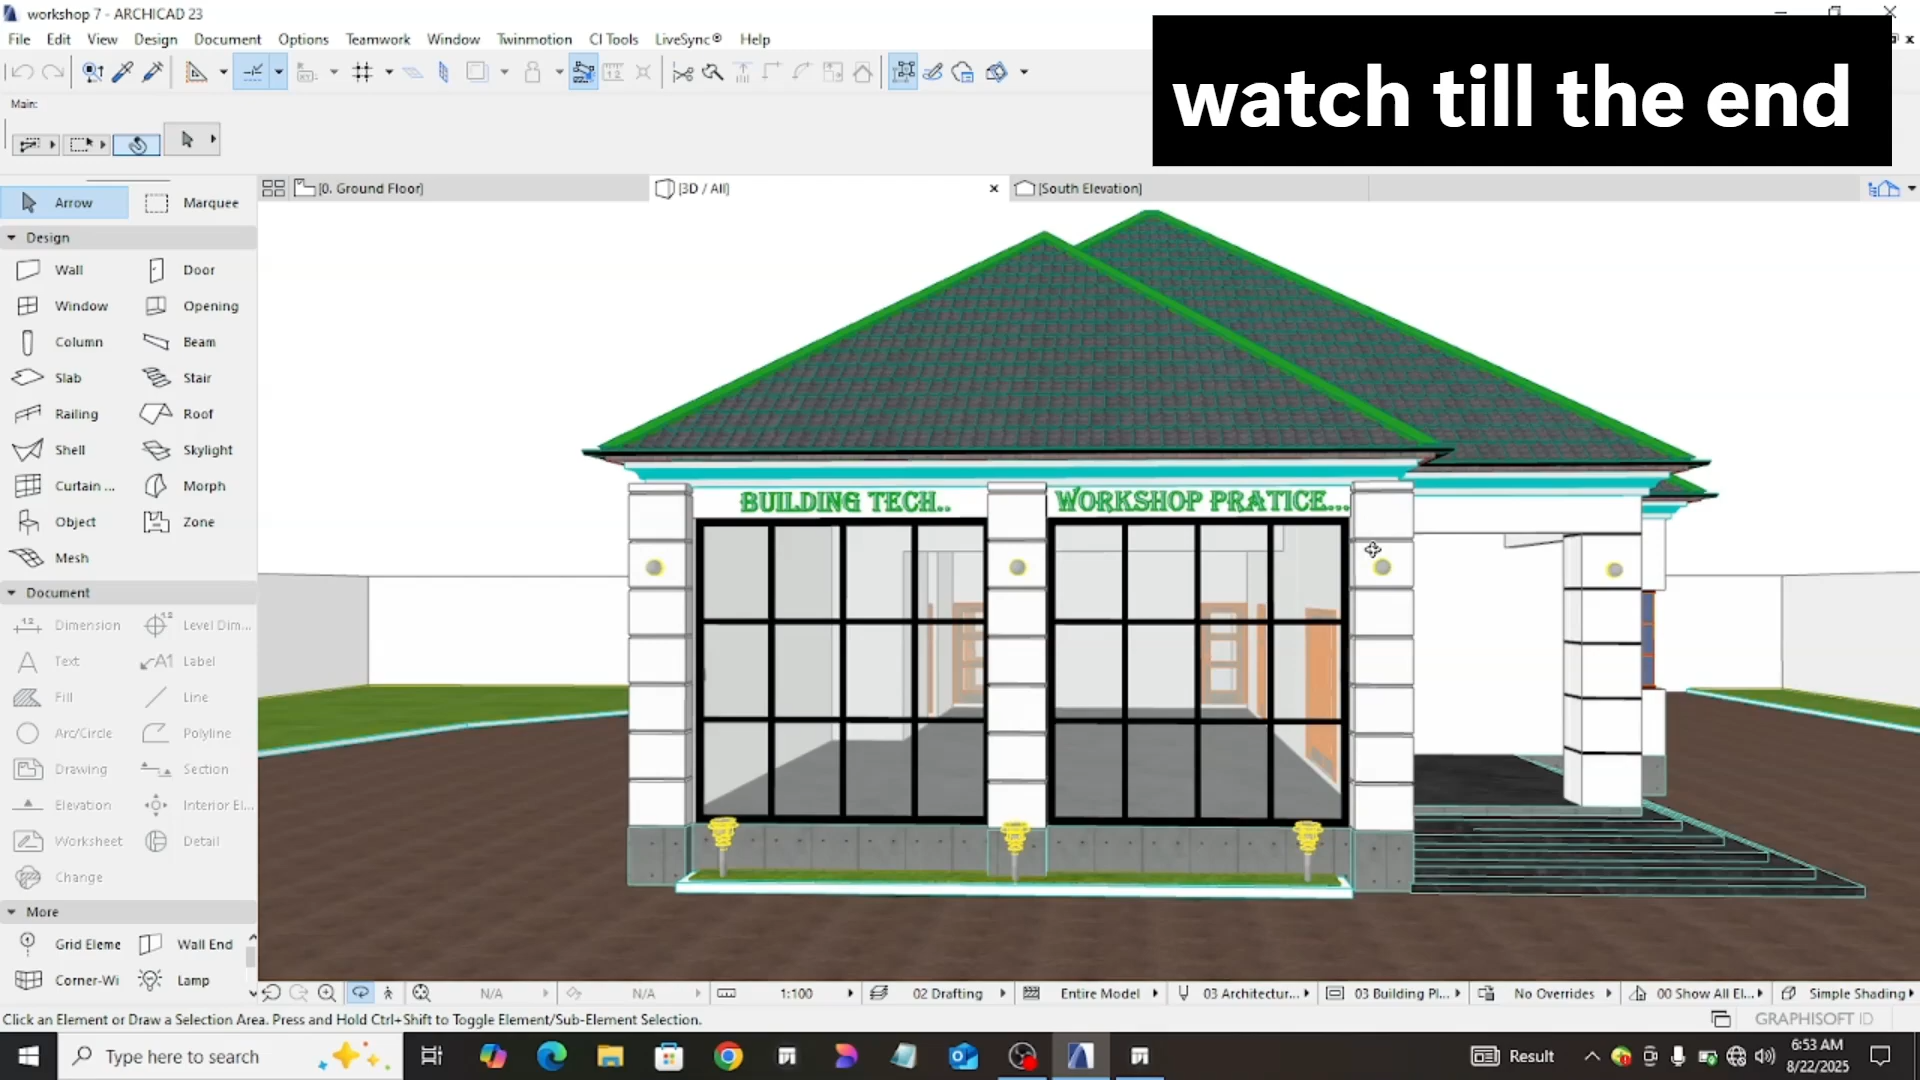 workshop 7 - ARCHICAD 23
File Edit View Design Document Options Teamwork Window Twinmotion CI Tools LiveSync® Help
watch till the end
Main:
[0. Ground Floor] [3D / All] [South Elevation]
Arrow Marquee
Design
Wall Door
Window Opening
Column Beam
Slab Stair
Railing Roof
Shell Skylight
Curtain ... Morph
Object Zone
Mesh
Document
Dimension Level Dim...
Text Label
Fill Line
Arc/Circle Polyline
Drawing Section
Elevation Interior El...
Worksheet Detail
Change
More
Grid Eleme Wall End
Corner-Wi Lamp
BUILDING TECH.. WORKSHOP PRATICE...
N/A N/A 1:100 02 Drafting Entire Model 03 Architectur... 03 Building Pl... No Overrides 00 Show All El... Simple Shading
Click an Element or Draw a Selection Area. Press and Hold Ctrl+Shift to Toggle Element/Sub-Element Selection.
GRAPHISOFT ID
Type here to search
Result
6:53 AM
8/22/2025